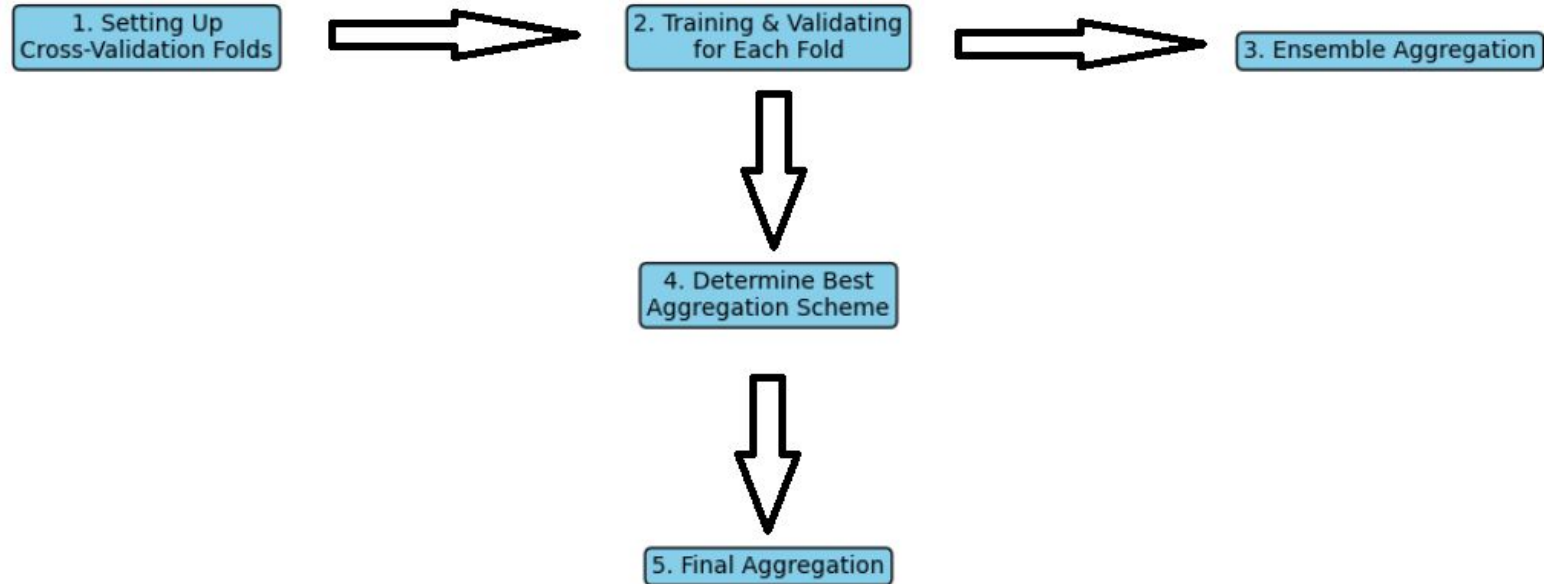 1. Setting Up
Cross-Validation Folds
2. Training & Validating
for Each Fold
3. Ensemble Aggregation
4. Determine Best
Aggregation Scheme
5. Final Aggregation